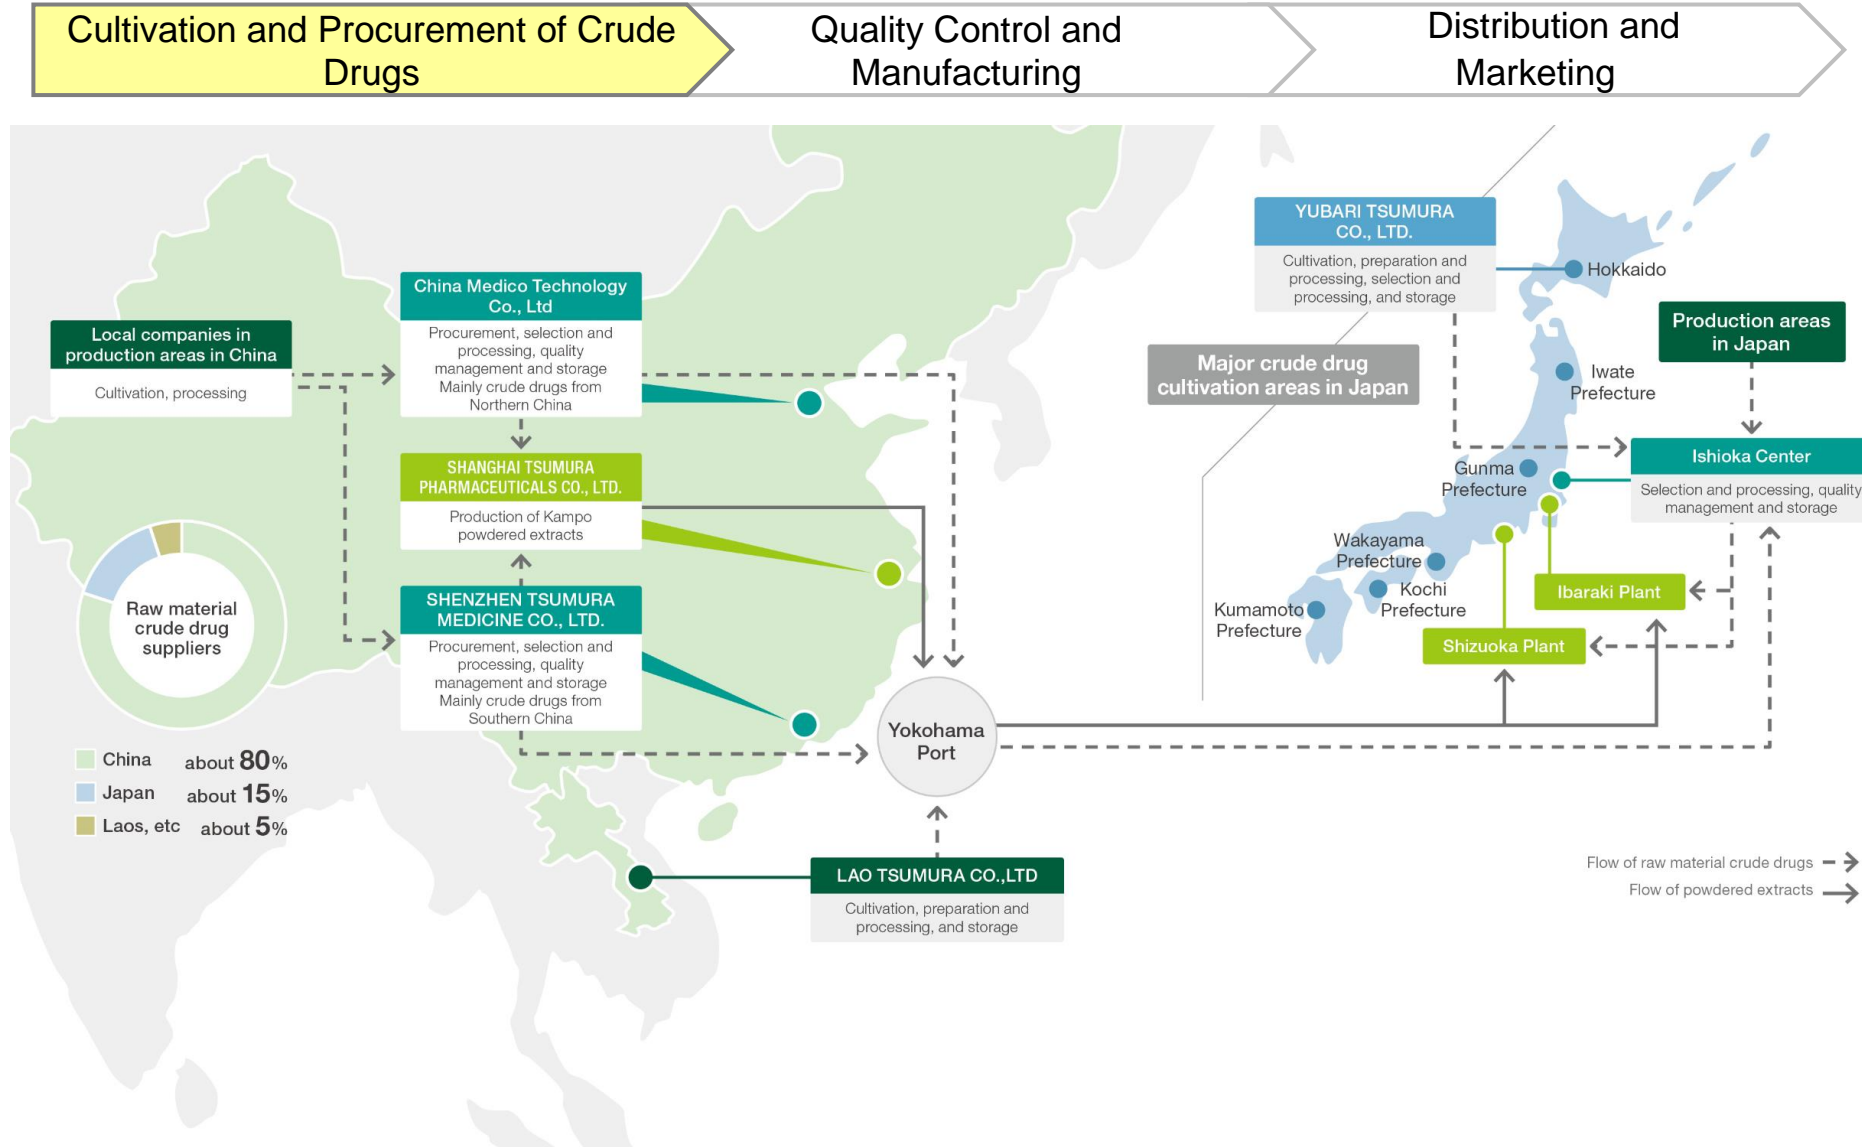 Cultivation and Procurement of Crude
Drugs
Quality Control and
Manufacturing
Distribution and
Marketing
Local companies in
production areas in China
Cultivation, processing
China Medico Technology
Co., Ltd
Procurement, selection and
processing, quality
management and storage
Mainly crude drugs from
Northern China
SHANGHAI TSUMURA
PHARMACEUTICALS CO., LTD.
Production of Kampo
powdered extracts
SHENZHEN TSUMURA
MEDICINE CO., LTD.
Procurement, selection and
processing, quality
management and storage
Mainly crude drugs from
Southern China
Raw material
crude drug
suppliers
China about 80%
Japan about 15%
Laos, etc about 5%
Yokohama
Port
LAO TSUMURA CO.,LTD
Cultivation, preparation and
processing, and storage
YUBARI TSUMURA
CO., LTD.
Cultivation, preparation and
processing, selection and
processing, and storage
Major crude drug
cultivation areas in Japan
Hokkaido
Production areas
in Japan
Iwate
Prefecture
Ishioka Center
Selection and processing, quality
management and storage
Gunma
Prefecture
Wakayama
Prefecture
Kochi
Prefecture
Kumamoto
Prefecture
Ibaraki Plant
Shizuoka Plant
Flow of raw material crude drugs
Flow of powdered extracts